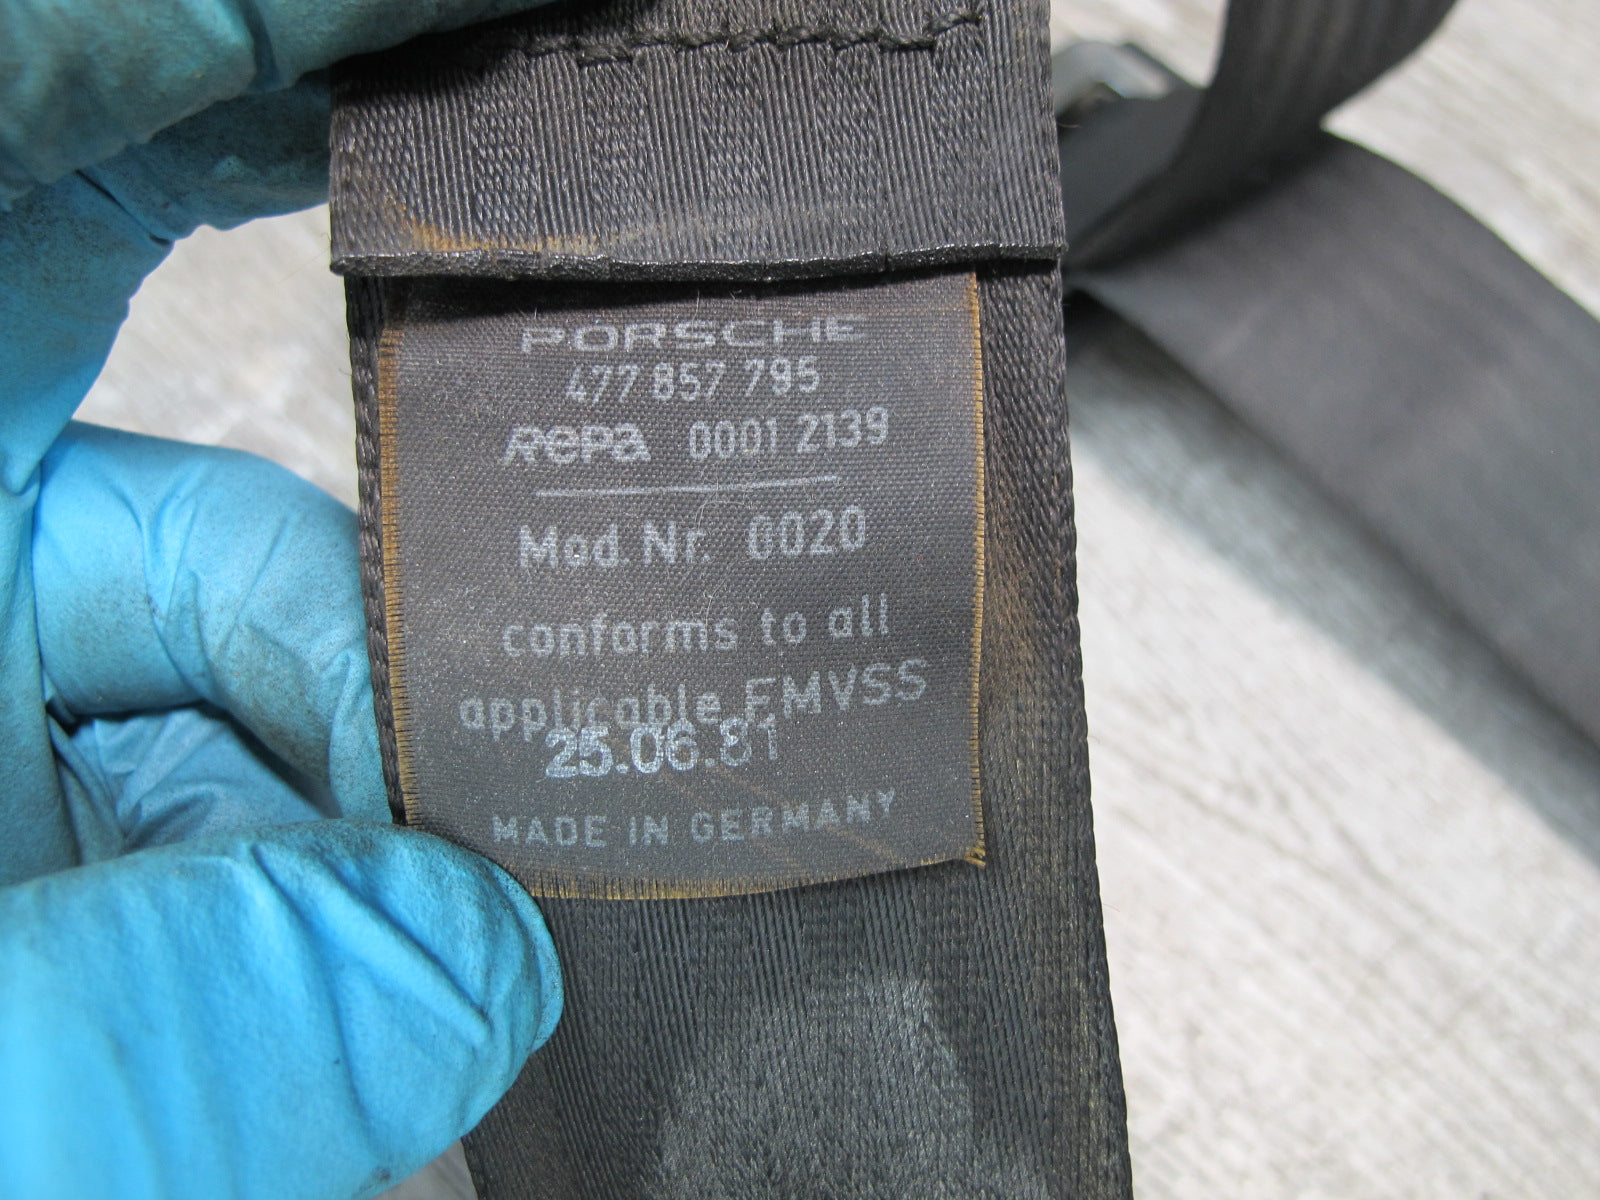 PORSCHE
477 857 795
REPA 0001 2139
Mod. Nr. 0020
conforms to all
applicable FMVSS
25.06.81
MADE IN GERMANY